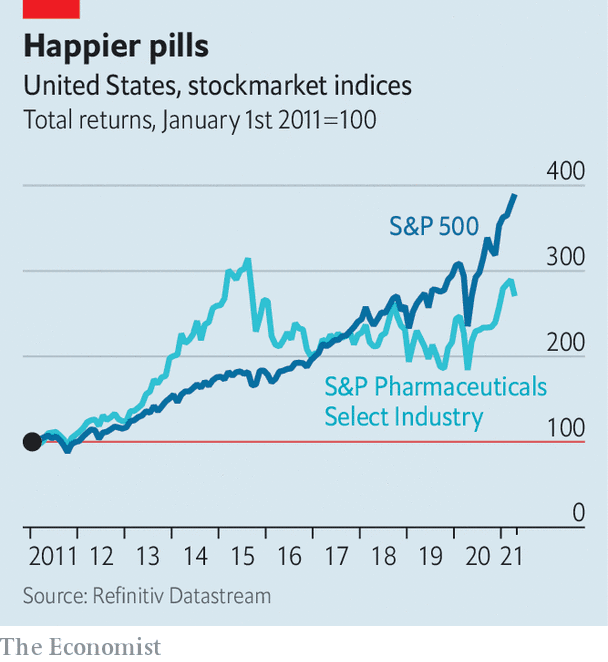 Happier pills
United States, stockmarket indices
Total returns, January 1st 2011=100
400
S&P 500
300
200
S&P Pharmaceuticals
Select Industry
100
0
2011 12 13 14 15 16 17 18 19 20 21
Source: Refinitiv Datastream
The Economist